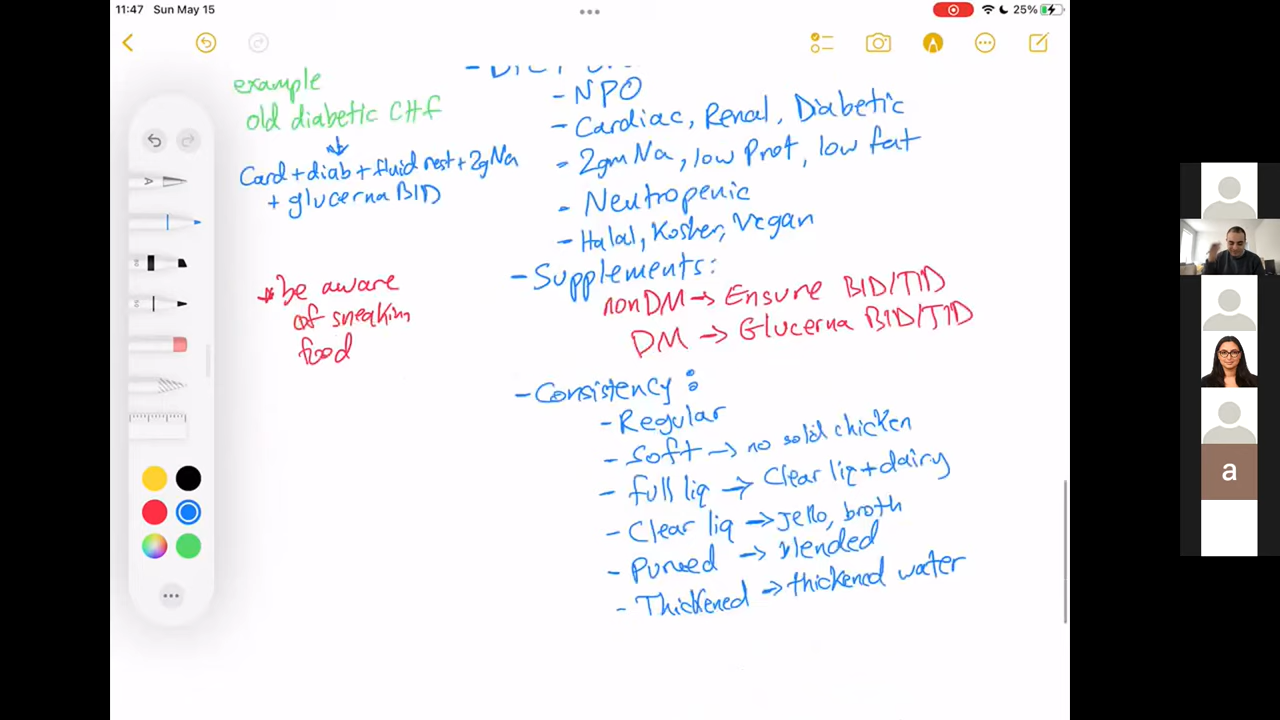 11:47 Sun May 15
25%
example
old diabetic CHF
Card + diab + fluid rest + 2g Na
+ glucerna BID
* be aware
of sneakin
food
- NPO
- Cardiac, Renal, Diabetic
- 2gm Na, low Prot, low fat
- Neutropenic
- Halal, Kosher, Vegan
- Supplements:
nonDM → Ensure BID/TID
DM → Glucerna BID/TID
- Consistency:
- Regular
- Soft → no solid chicken
- full liq → Clear liq + dairy
- Clear liq → Jello, broth
- Pureed → blended
- Thickened → thickened water
a